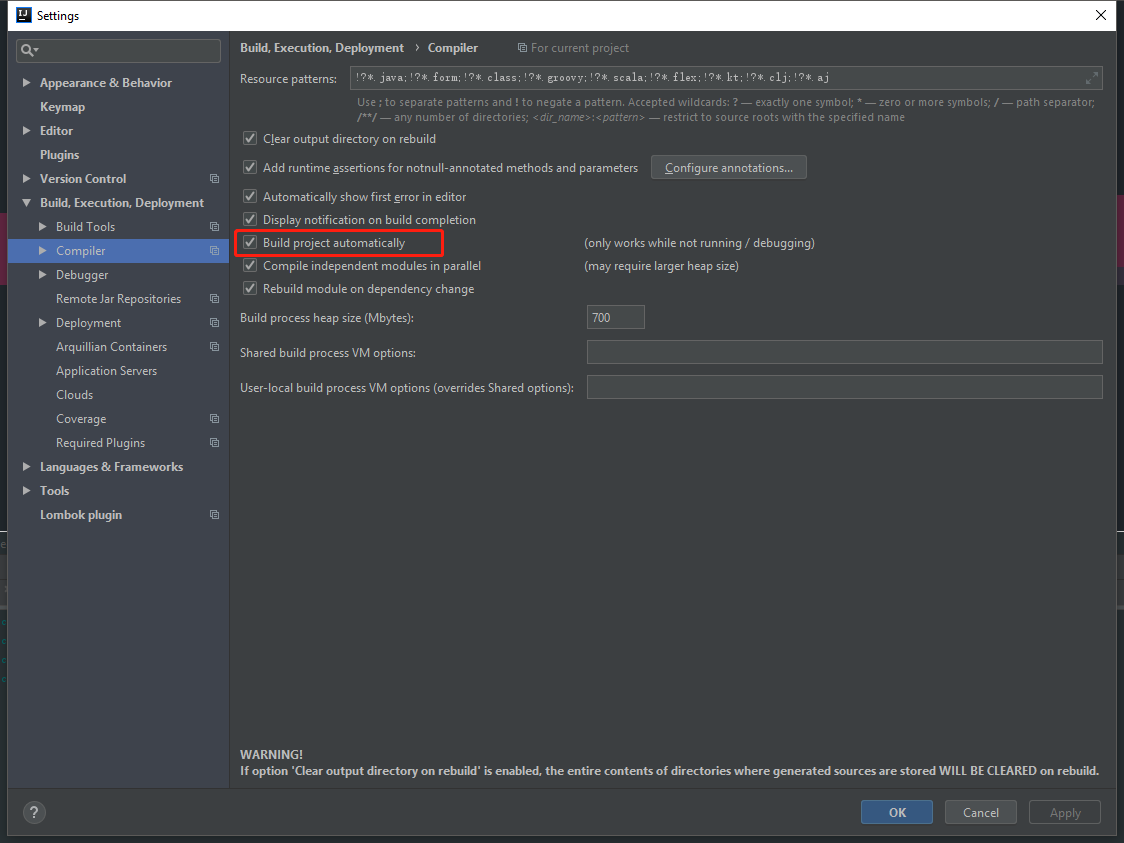 Settings
Appearance & Behavior
Keymap
Editor
Plugins
Version Control
Build, Execution, Deployment
Build Tools
Compiler
Debugger
Remote Jar Repositories
Deployment
Arquillian Containers
Application Servers
Clouds
Coverage
Required Plugins
Languages & Frameworks
Tools
Lombok plugin
Build, Execution, Deployment › Compiler For current project
Resource patterns: !?*.java;!?*.form;!?*.class;!?*.groovy;!?*.scala;!?*.flex;!?*.kt;!?*.clj;!?*.aj
Use ; to separate patterns and ! to negate a pattern. Accepted wildcards: ? — exactly one symbol; * — zero or more symbols; / — path separator;
/**/ — any number of directories; <dir_name>:<pattern> — restrict to source roots with the specified name
Clear output directory on rebuild
Add runtime assertions for notnull-annotated methods and parameters Configure annotations...
Automatically show first error in editor
Display notification on build completion
Build project automatically (only works while not running / debugging)
Compile independent modules in parallel (may require larger heap size)
Rebuild module on dependency change
Build process heap size (Mbytes): 700
Shared build process VM options:
User-local build process VM options (overrides Shared options):
WARNING!
If option 'Clear output directory on rebuild' is enabled, the entire contents of directories where generated sources are stored WILL BE CLEARED on rebuild.
? OK Cancel Apply